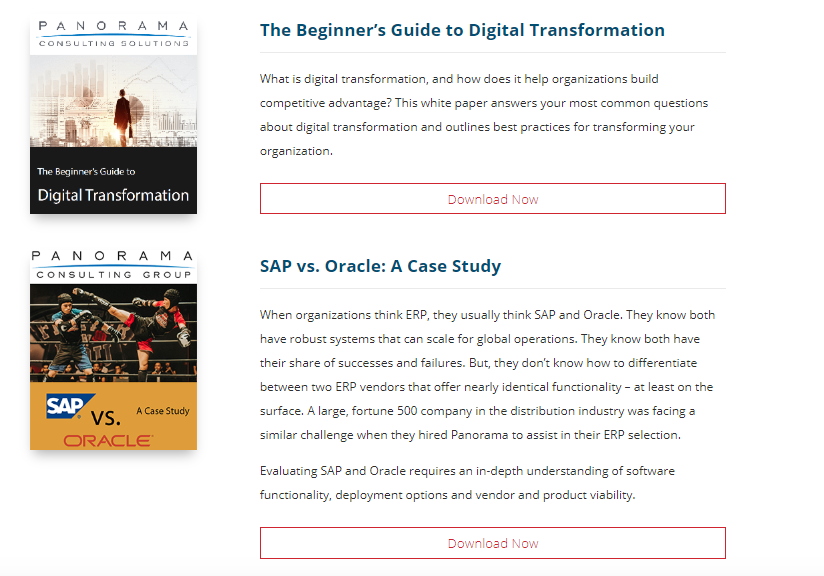 PANORAMA
CONSULTING SOLUTIONS
The Beginner's Guide to
Digital Transformation
The Beginner’s Guide to Digital Transformation
What is digital transformation, and how does it help organizations build
competitive advantage? This white paper answers your most common questions
about digital transformation and outlines best practices for transforming your
organization.
Download Now
PANORAMA
CONSULTING GROUP
SAP
VS.
A Case Study
ORACLE
SAP vs. Oracle: A Case Study
When organizations think ERP, they usually think SAP and Oracle. They know both
have robust systems that can scale for global operations. They know both have
their share of successes and failures. But, they don’t know how to differentiate
between two ERP vendors that offer nearly identical functionality – at least on the
surface. A large, fortune 500 company in the distribution industry was facing a
similar challenge when they hired Panorama to assist in their ERP selection.
Evaluating SAP and Oracle requires an in-depth understanding of software
functionality, deployment options and vendor and product viability.
Download Now